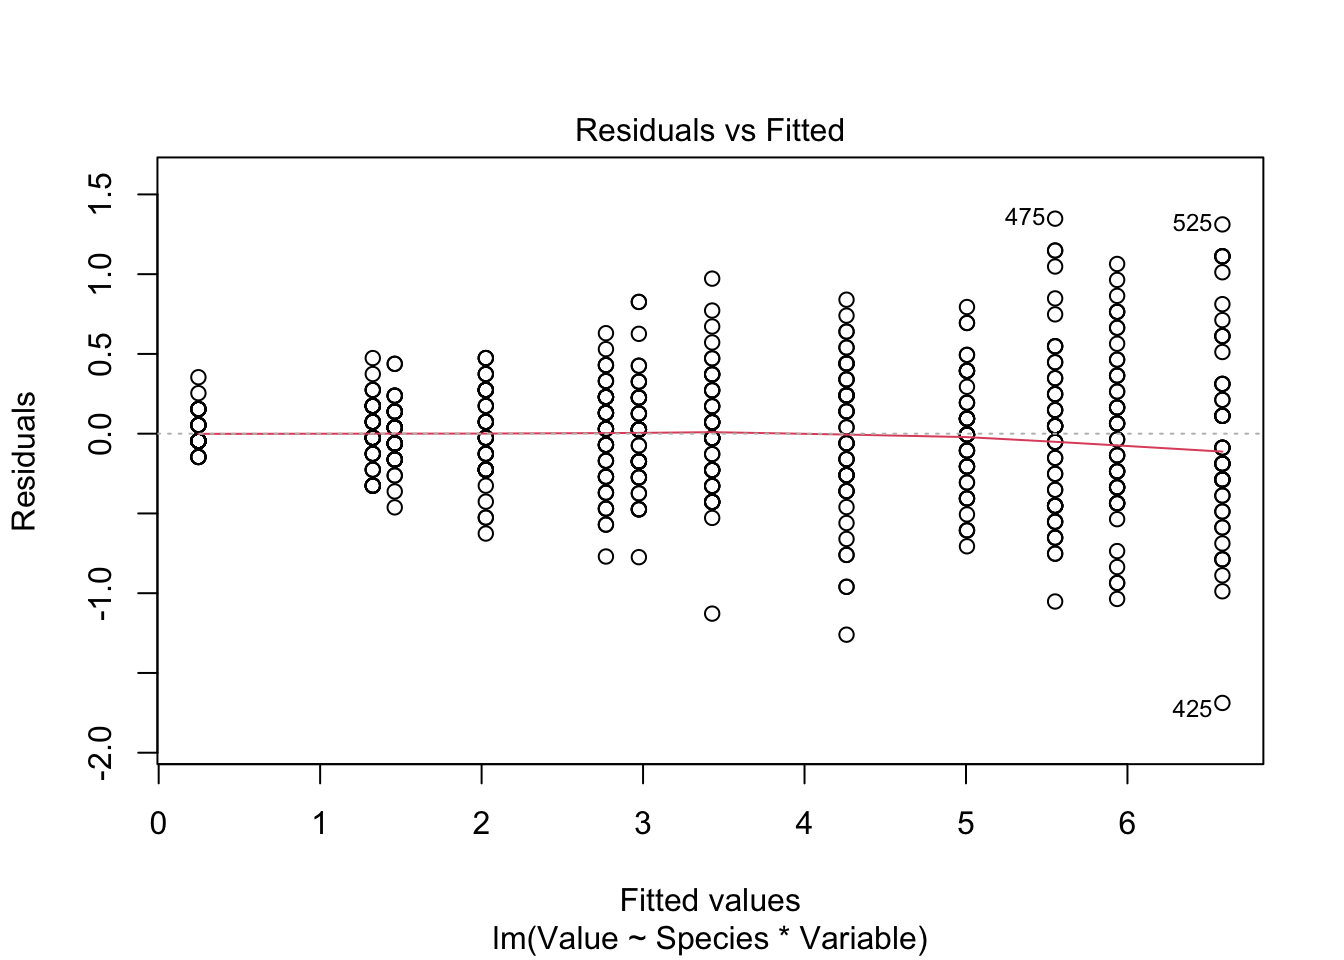 Residuals vs Fitted
1.5
1.0
0.5
0.0
-1.0
-2.0
Residuals
475
525
425
0 1 2 3 4 5 6
Fitted values
lm(Value ~ Species * Variable)